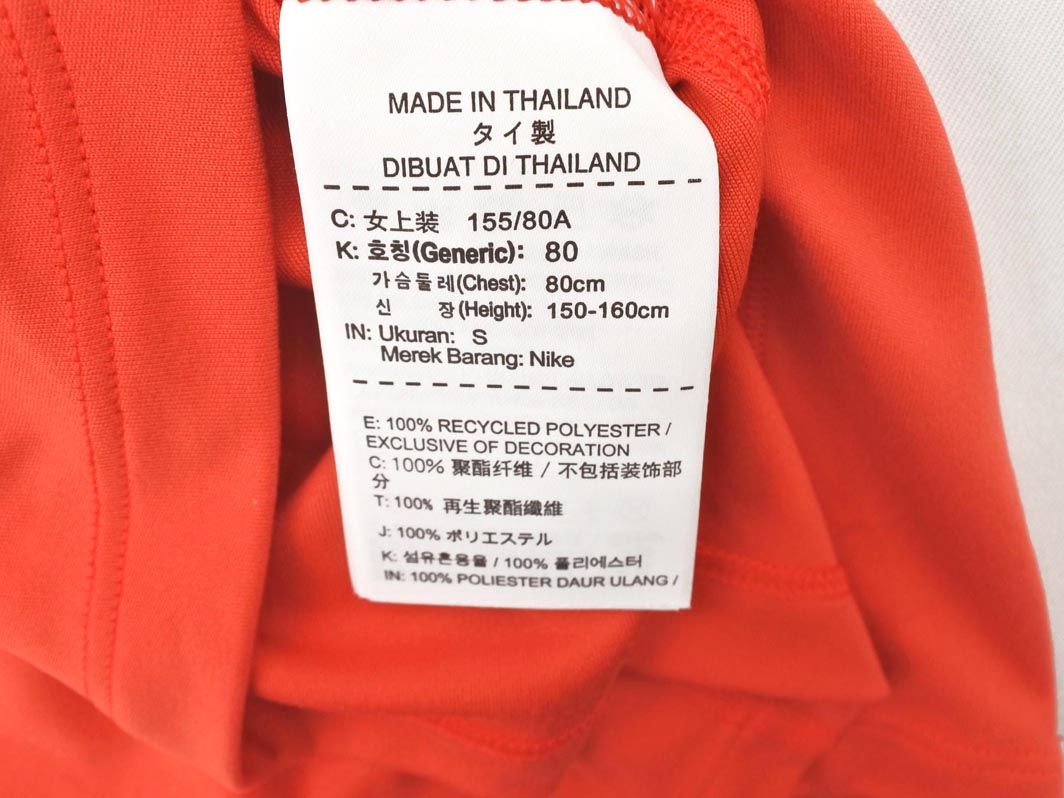 MADE IN THAILAND
タイ製
DIBUAT DI THAILAND
C: 女上装 155/80A
K: 호칭(Generic): 80
가슴둘레(Chest): 80cm
신 장(Height): 150-160cm
IN: Ukuran: S
Merek Barang: Nike
E: 100% RECYCLED POLYESTER /
EXCLUSIVE OF DECORATION
C: 100% 聚酯纤维 / 不包括装饰部
分
T: 100% 再生聚酯纖維
J: 100% ポリエステル
K: 섬유혼용율 / 100% 폴리에스터
IN: 100% POLIESTER DAUR ULANG /